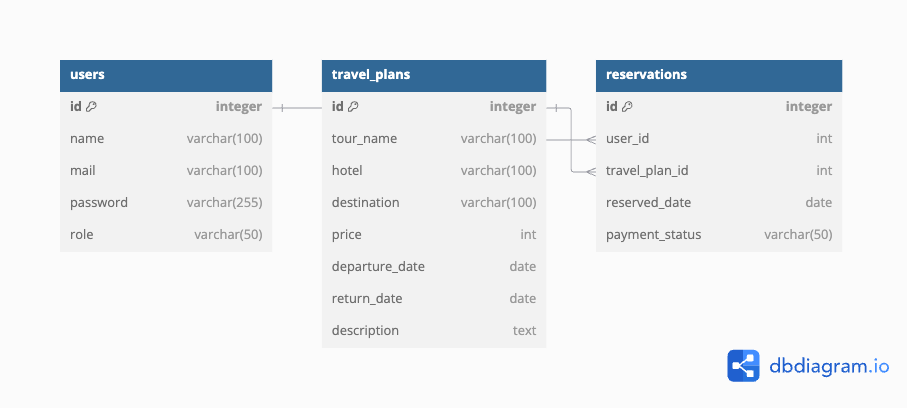 users
id integer
name varchar(100)
mail varchar(100)
password varchar(255)
role varchar(50)
travel_plans
id integer
tour_name varchar(100)
hotel varchar(100)
destination varchar(100)
price int
departure_date date
return_date date
description text
reservations
id integer
user_id int
travel_plan_id int
reserved_date date
payment_status varchar(50)
dbdiagram.io